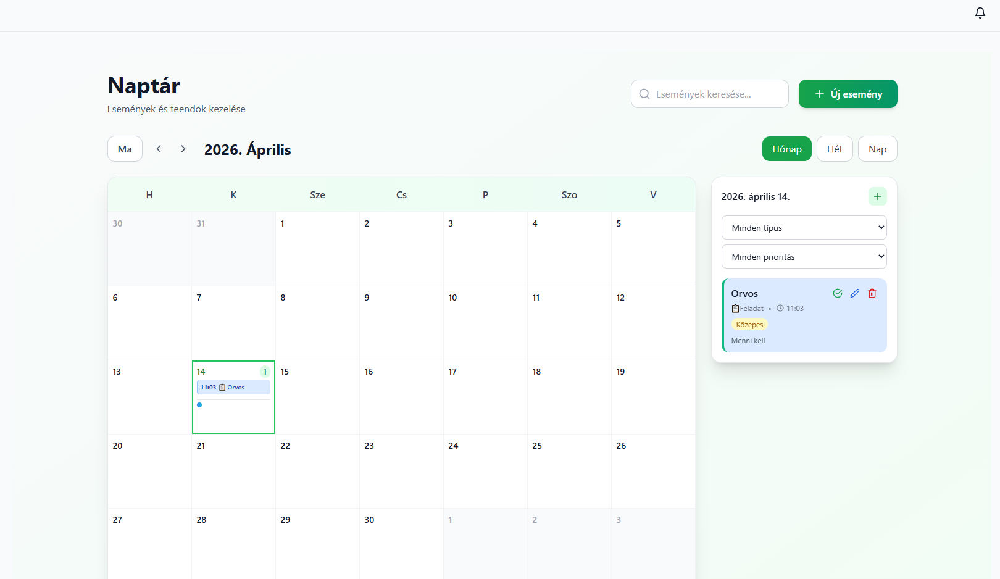 Naptár
Események és teendők kezelése
Események keresése...
Új esemény
Ma
2026. Április
Hónap
Hét
Nap
H K Sze Cs P Szo V
30 31 1 2 3 4 5
6 7 8 9 10 11 12
13 14 1 15 16 17 18 19
11:03 Orvos
20 21 22 23 24 25 26
27 28 29 30 1 2 3
2026. április 14.
Minden típus
Minden prioritás
Orvos
Feladat • 11:03
Közepes
Menni kell